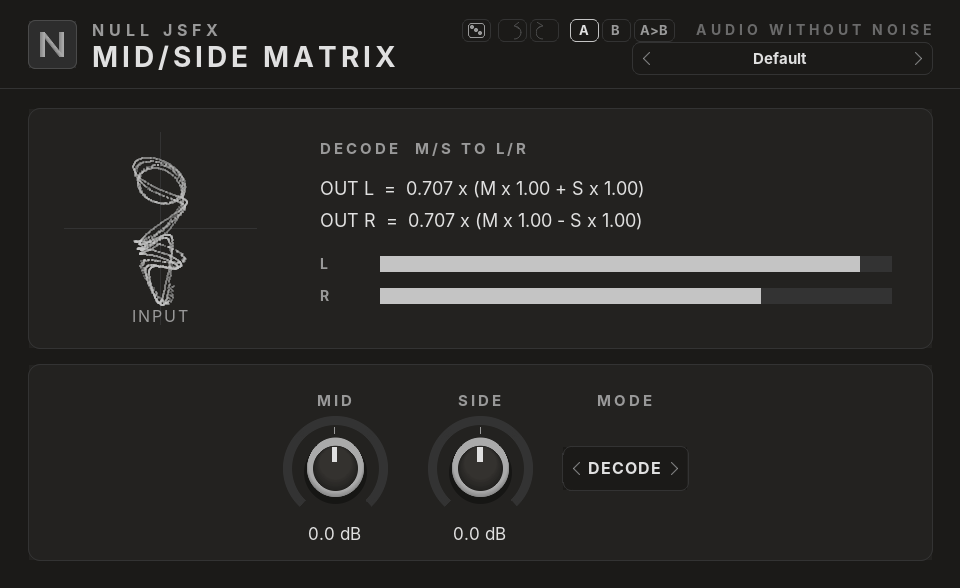 N
NULL JSFX
MID/SIDE MATRIX
A B A>B
AUDIO WITHOUT NOISE
Default
DECODE M/S TO L/R
OUT L = 0.707 x (M x 1.00 + S x 1.00)
OUT R = 0.707 x (M x 1.00 - S x 1.00)
L
R
INPUT
MID SIDE MODE
DECODE
0.0 dB 0.0 dB